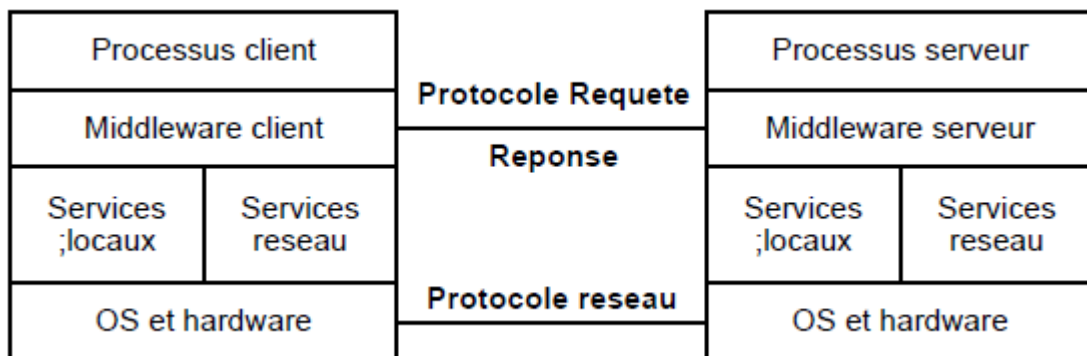 Processus client
Middleware client
Services
;locaux
Services
reseau
OS et hardware
Protocole Requete
Reponse
Protocole reseau
Processus serveur
Middleware serveur
Services
;locaux
Services
reseau
OS et hardware